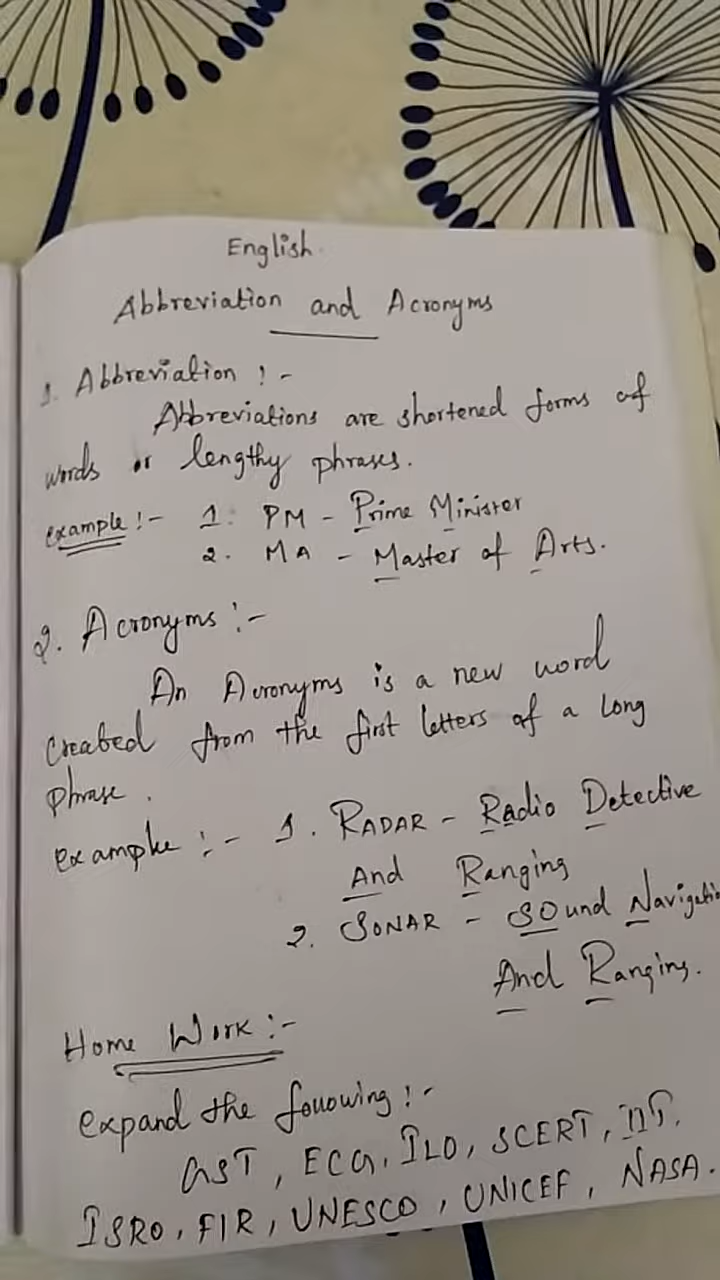 English
Abbreviation and Acronyms
1. Abbreviation :-
Abbreviations are shortened forms of
words or lengthy phrases.
example :- 1. PM - Prime Minister
2. MA - Master of Arts.
2. Acronyms :-
An Acronyms is a new word
created from the first letters of a long
phrase.
example :- 1. RADAR - Radio Detective
And Ranging
2. SONAR - SOund Navigatio
And Ranging.
Home Work :-
Expand the following :-
GST, ECG, ILO, SCERT, IIT.
ISRO, FIR, UNESCO, UNICEF, NASA.